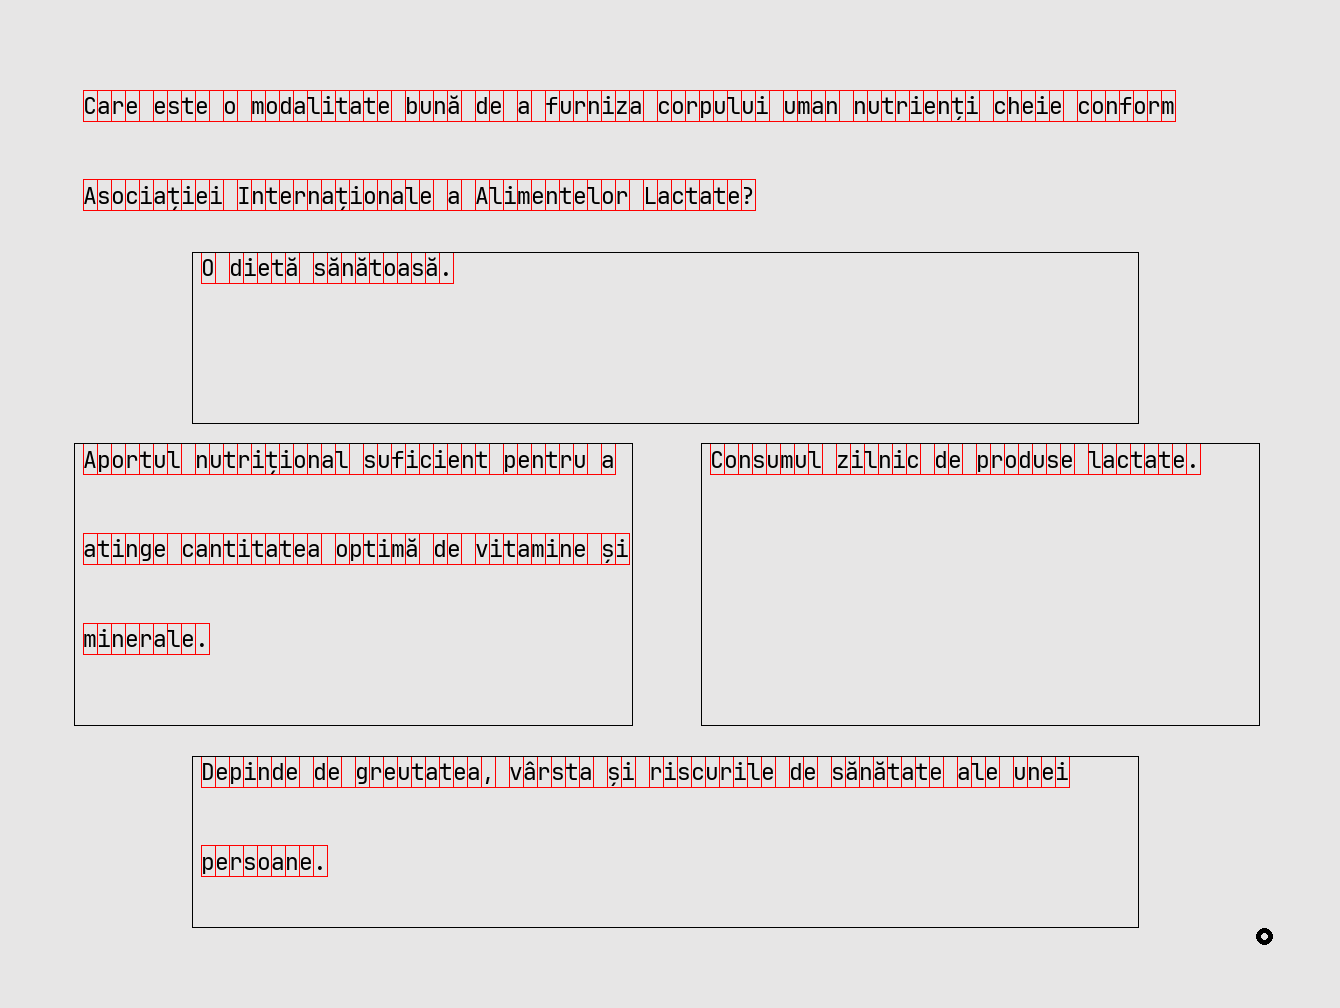 Care este o modalitate bună de a furniza corpului uman nutrienți cheie conform
Asociației Internaționale a Alimentelor Lactate?
O dietă sănătoasă.
Aportul nutrițional suficient pentru a
atinge cantitatea optimă de vitamine și
minerale.
Consumul zilnic de produse lactate.
Depinde de greutatea, vârsta și riscurile de sănătate ale unei
persoane.